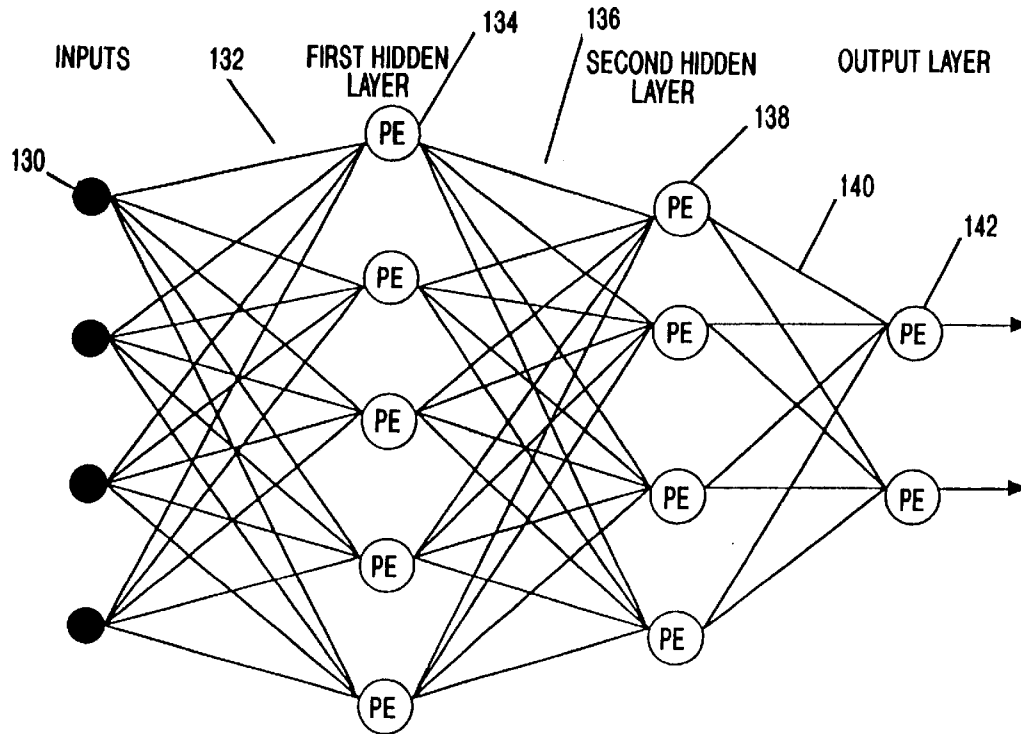 INPUTS
132
FIRST HIDDEN
LAYER
134
136
SECOND HIDDEN
LAYER
OUTPUT LAYER
130
138
140
142
PE
PE
PE
PE
PE
PE
PE
PE
PE
PE
PE